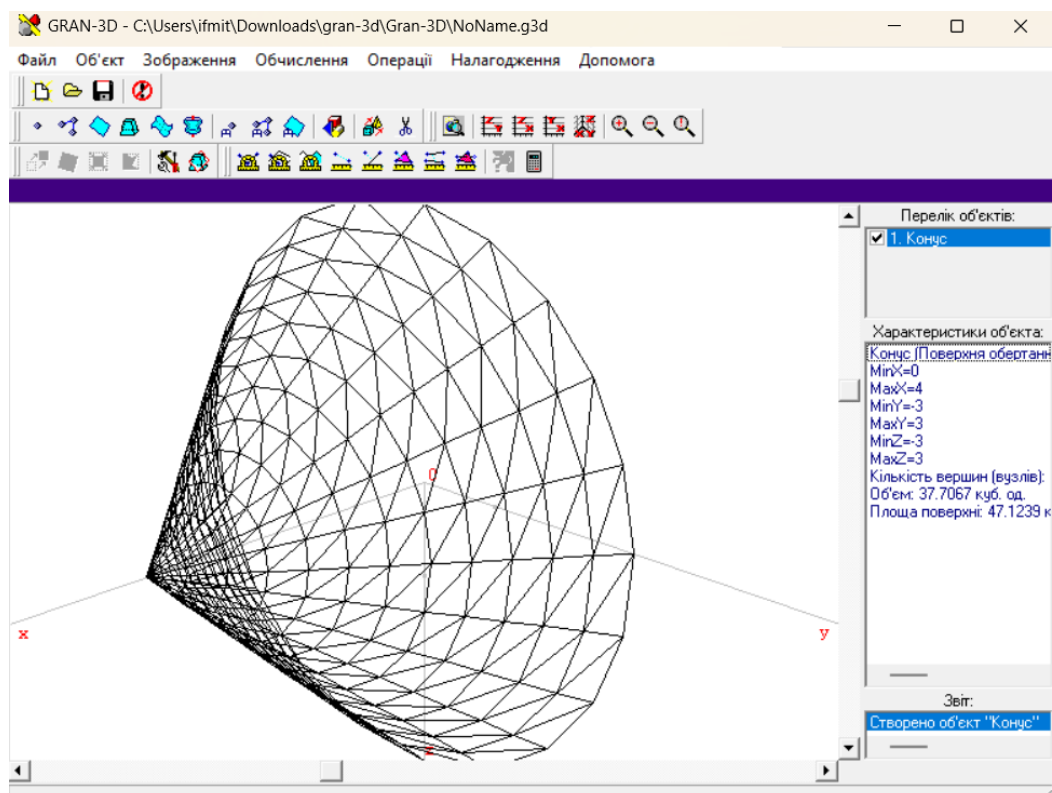 GRAN-3D - C:\Users\ifmit\Downloads\gran-3d\Gran-3D\NoName.g3d
Файл Об'єкт Зображення Обчислення Операції Налагодження Допомога
Перелік об'єктів:
1. Конус
Характеристики об'єкта:
Конус (Поверхня обертанн
MinX=0
MaxX=4
MinY=-3
MaxY=3
MinZ=-3
MaxZ=3
Кількість вершин (вузлів):
Об'єм: 37.7067 куб. од.
Площа поверхні: 47.1239 к
0
x
y
z
Звіт:
Створено об'єкт "Конус"